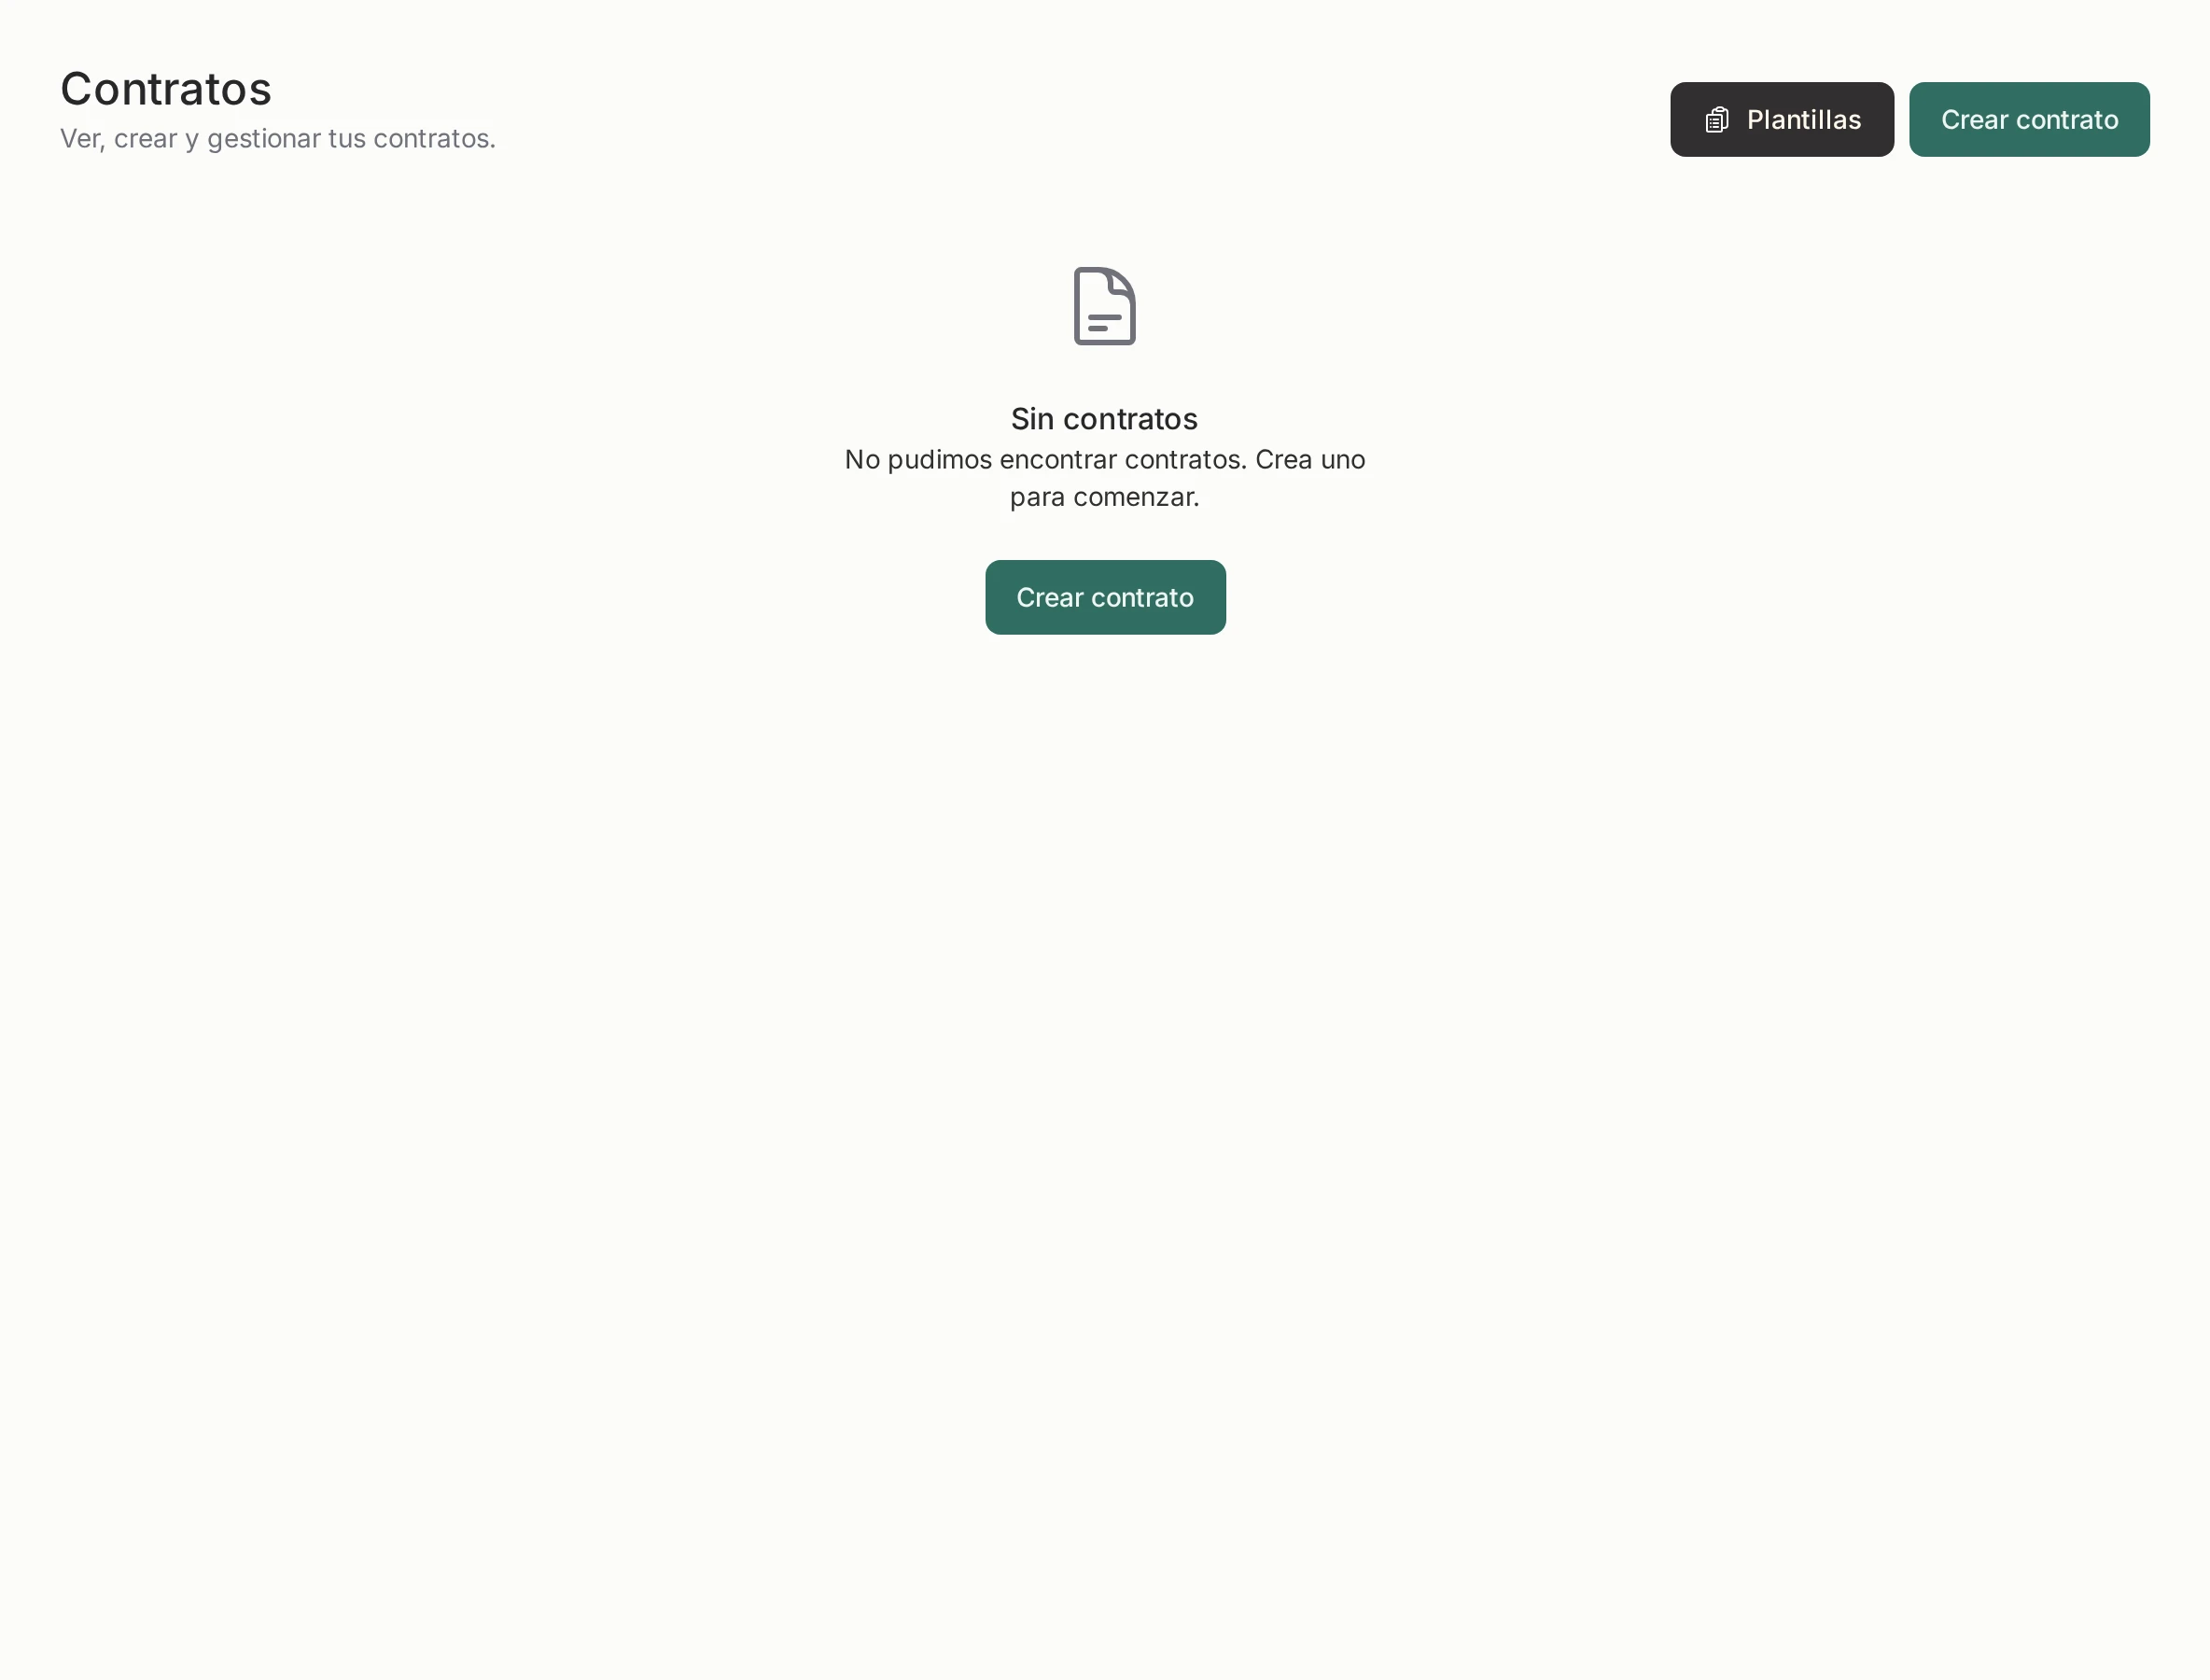 Contratos
Ver, crear y gestionar tus contratos.
Plantillas
Crear contrato
Sin contratos
No pudimos encontrar contratos. Crea uno
para comenzar.
Crear contrato